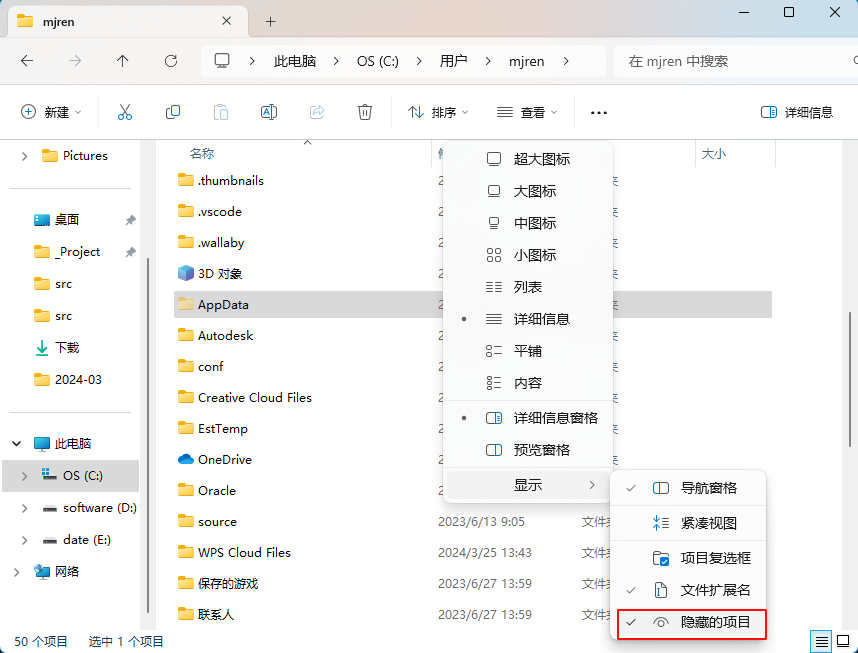 mjren
此电脑 OS (C:) 用户 mjren
在 mjren 中搜索
新建 排序 查看 详细信息
Pictures
桌面
_Project
src
src
下载
2024-03
此电脑
OS (C:)
software (D:)
date (E:)
网络
名称 大小
.thumbnails
.vscode
.wallaby
3D 对象
AppData
Autodesk
conf
Creative Cloud Files
EstTemp
OneDrive
Oracle
source 2023/6/13 9:05 文件
WPS Cloud Files 2024/3/25 13:43 文件
保存的游戏 2023/6/27 13:59 文件
联系人 2023/6/27 13:59 文件
超大图标
大图标
中图标
小图标
列表
详细信息
平铺
内容
详细信息窗格
预览窗格
显示
导航窗格
紧凑视图
项目复选框
文件扩展名
隐藏的项目
50 个项目 选中 1 个项目